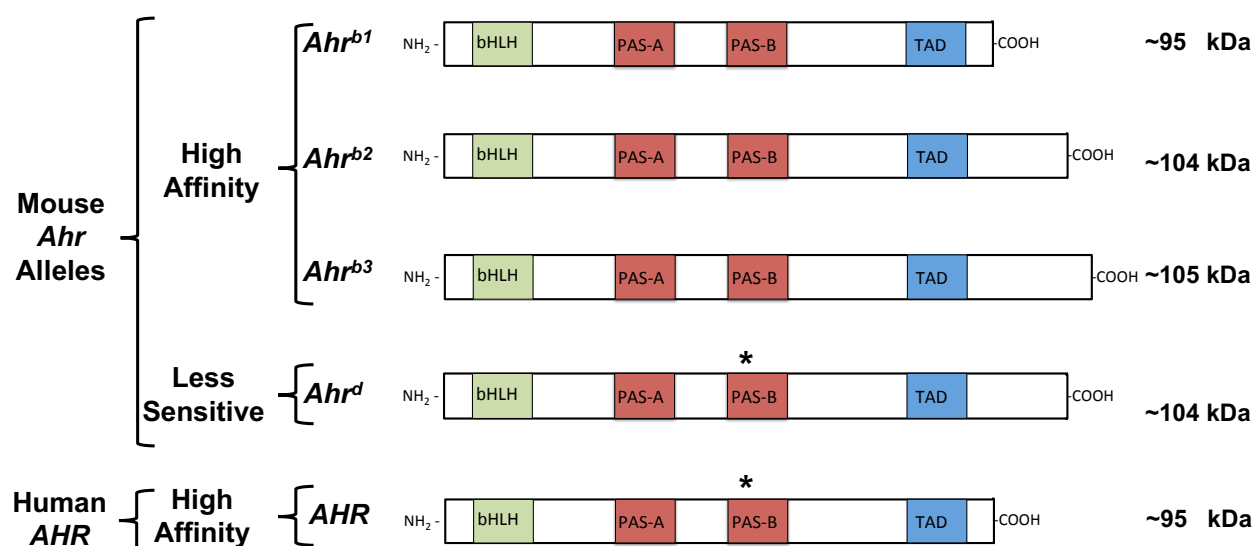 Mouse
Ahr
Alleles
High
Affinity
Ahrb1
NH2 -
bHLH
PAS-A
PAS-B
TAD
-COOH
~95 kDa
Ahrb2
NH2 -
bHLH
PAS-A
PAS-B
TAD
-COOH
~104 kDa
Ahrb3
NH2 -
bHLH
PAS-A
PAS-B
TAD
-COOH
~105 kDa
Less
Sensitive
Ahrd
NH2 -
bHLH
PAS-A
*
PAS-B
TAD
-COOH
~104 kDa
Human
AHR
High
Affinity
AHR
NH2 -
bHLH
PAS-A
*
PAS-B
TAD
-COOH
~95 kDa